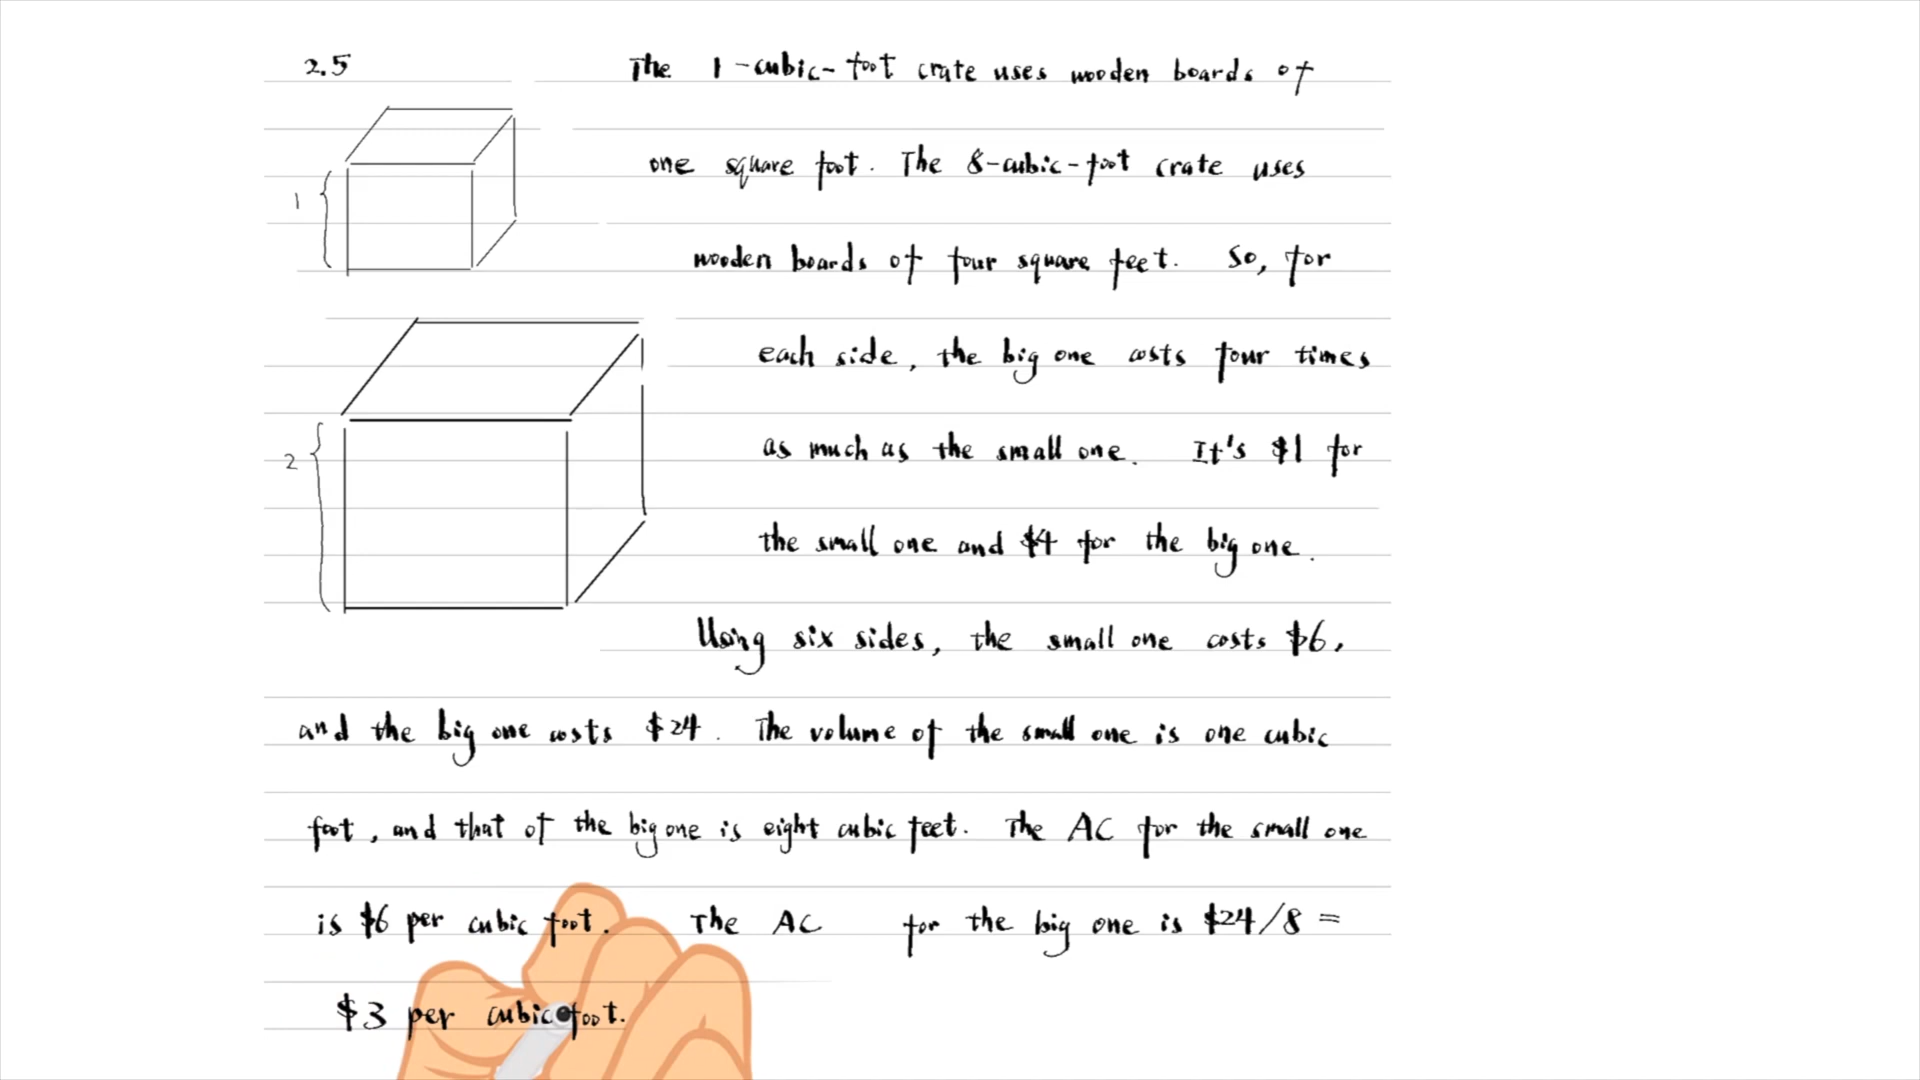 2.5
The 1-cubic-foot crate uses wooden boards of
one square foot. The 8-cubic-foot crate uses
wooden boards of four square feet. So, for
each side, the big one costs four times
as much as the small one. It's $1 for
the small one and $4 for the big one.
Using six sides, the small one costs $6,
and the big one costs $24. The volume of the small one is one cubic
foot, and that of the big one is eight cubic feet. The AC for the small one
is $6 per cubic foot. The AC for the big one is $24/8 =
$3 per cubic foot.
1
2